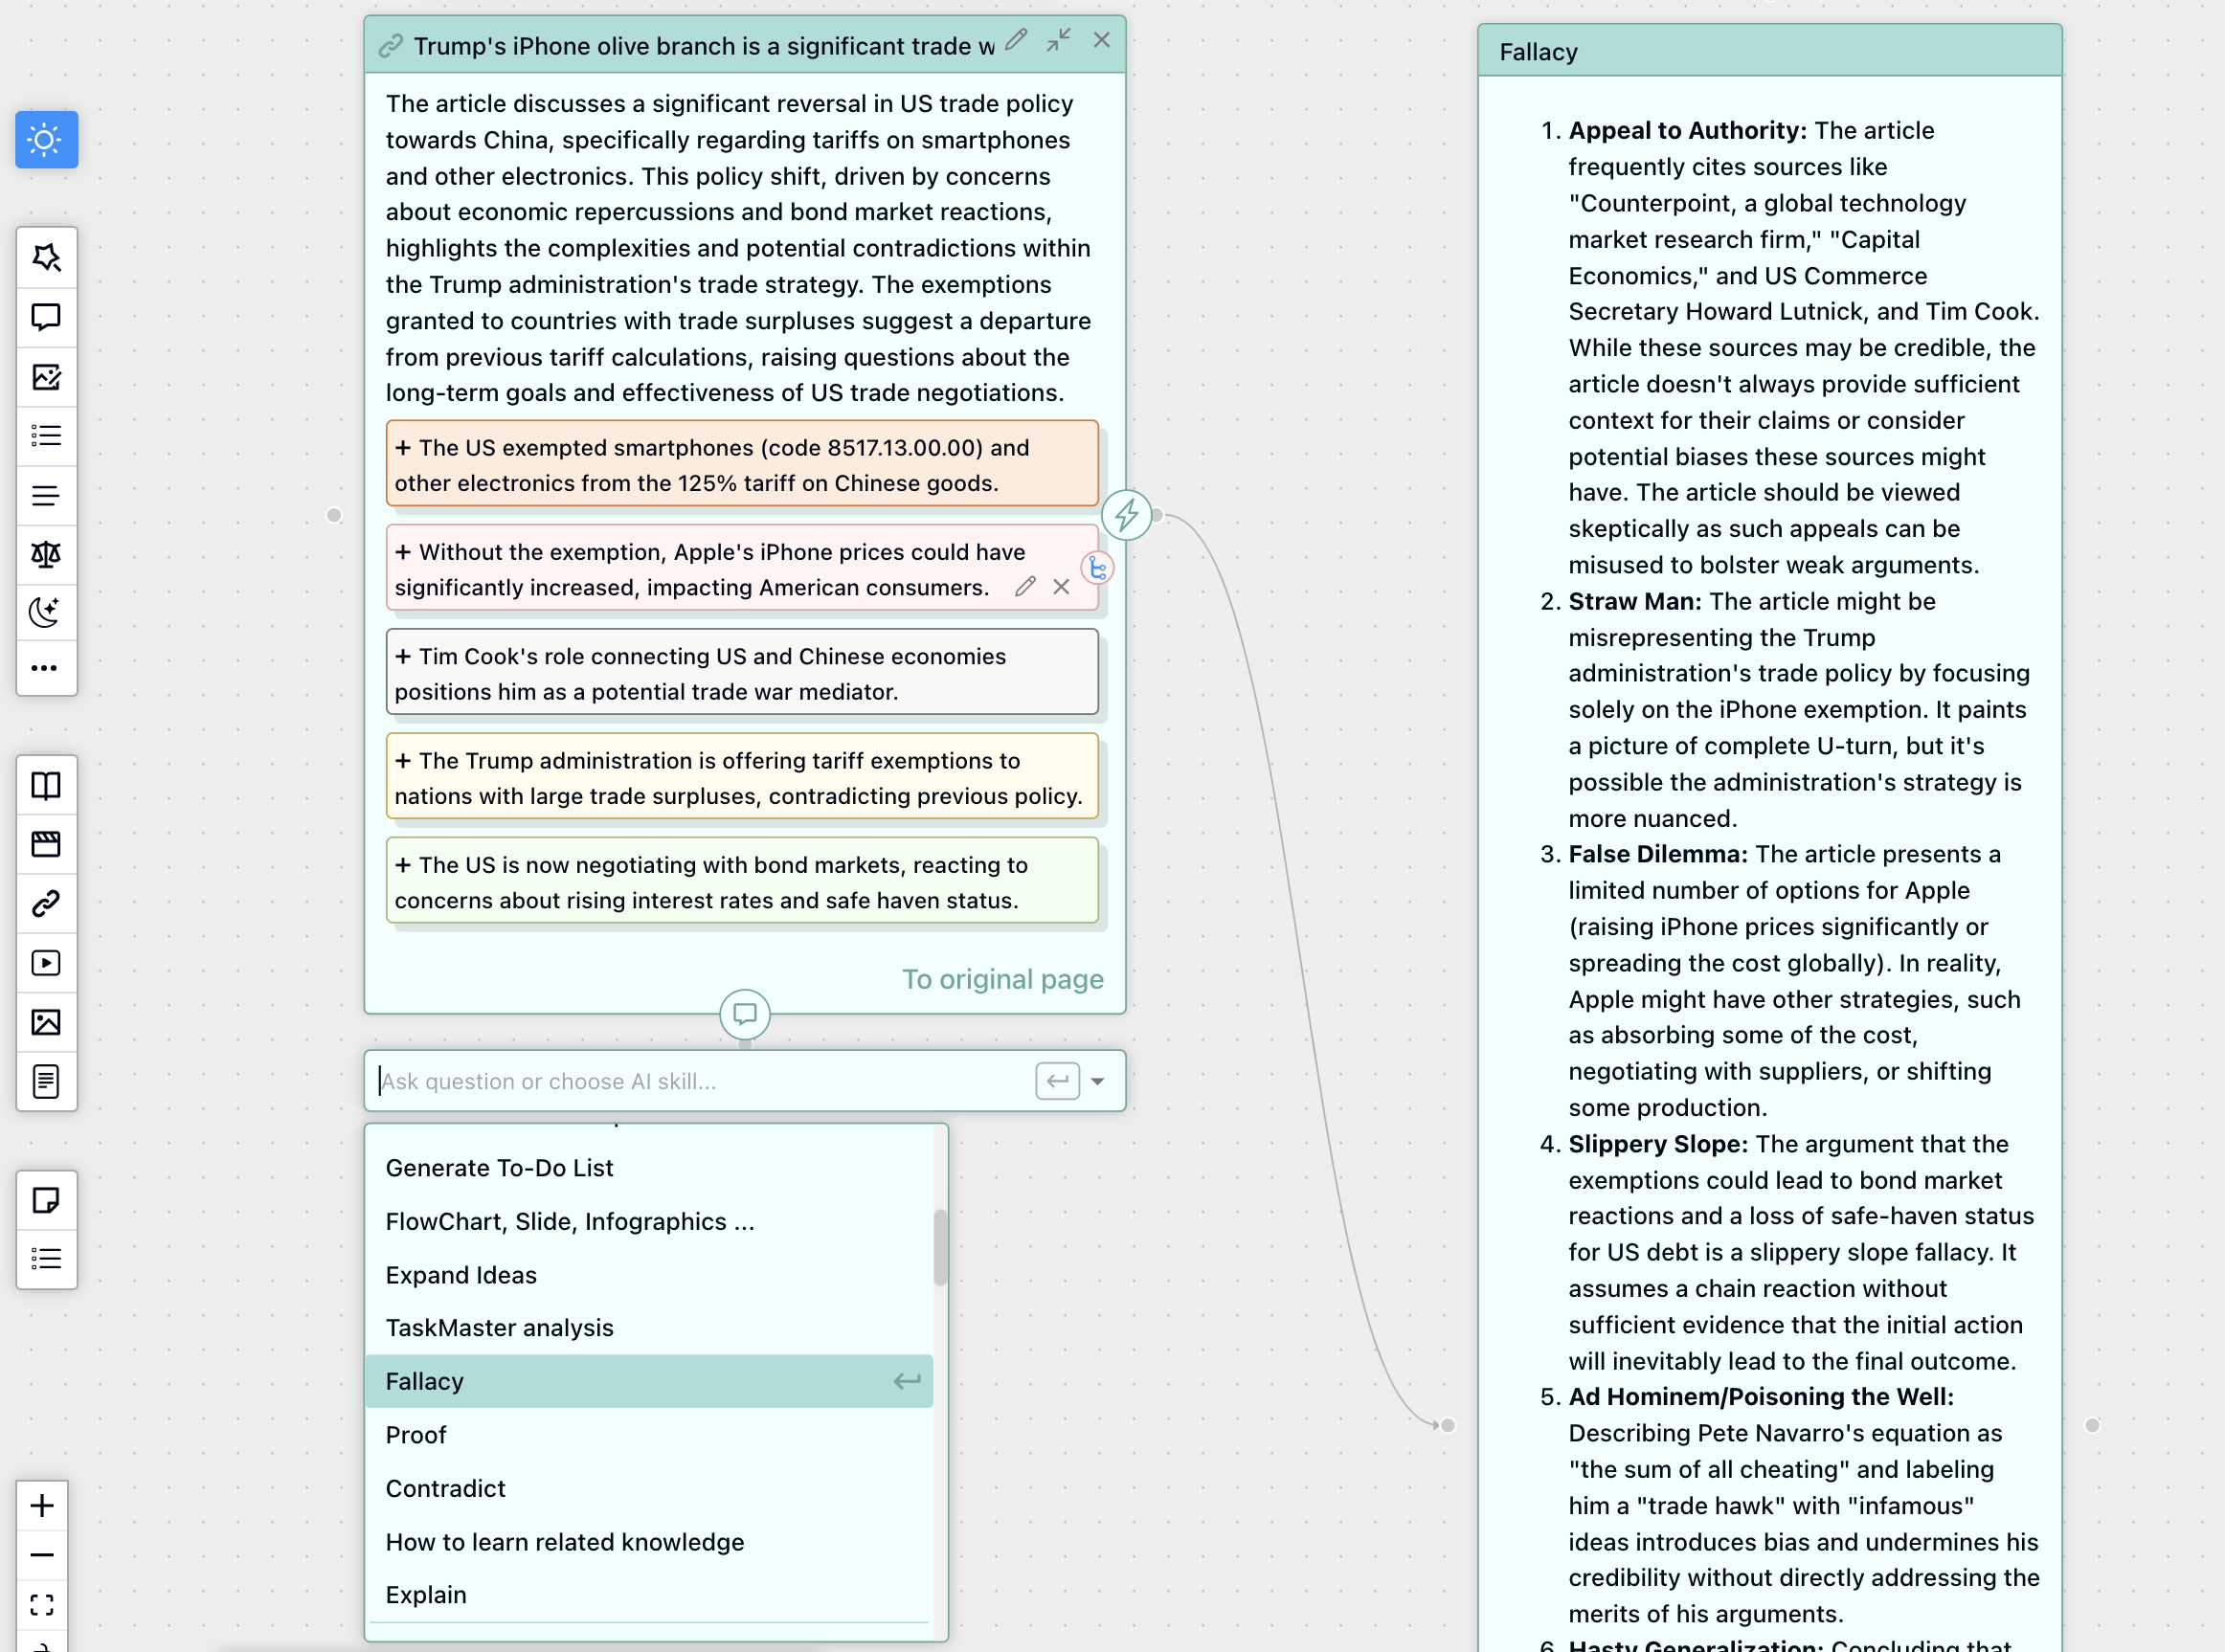 Trump's iPhone olive branch is a significant trade w
The article discusses a significant reversal in US trade policy
towards China, specifically regarding tariffs on smartphones
and other electronics. This policy shift, driven by concerns
about economic repercussions and bond market reactions,
highlights the complexities and potential contradictions within
the Trump administration's trade strategy. The exemptions
granted to countries with trade surpluses suggest a departure
from previous tariff calculations, raising questions about the
long-term goals and effectiveness of US trade negotiations.
+ The US exempted smartphones (code 8517.13.00.00) and
other electronics from the 125% tariff on Chinese goods.
+ Without the exemption, Apple's iPhone prices could have
significantly increased, impacting American consumers.
+ Tim Cook's role connecting US and Chinese economies
positions him as a potential trade war mediator.
+ The Trump administration is offering tariff exemptions to
nations with large trade surpluses, contradicting previous policy.
+ The US is now negotiating with bond markets, reacting to
concerns about rising interest rates and safe haven status.
To original page
Ask question or choose AI skill...
Generate To-Do List
FlowChart, Slide, Infographics ...
Expand Ideas
TaskMaster analysis
Fallacy
Proof
Contradict
How to learn related knowledge
Explain
Fallacy
1. Appeal to Authority: The article
frequently cites sources like
"Counterpoint, a global technology
market research firm," "Capital
Economics," and US Commerce
Secretary Howard Lutnick, and Tim Cook.
While these sources may be credible, the
article doesn't always provide sufficient
context for their claims or consider
potential biases these sources might
have. The article should be viewed
skeptically as such appeals can be
misused to bolster weak arguments.
2. Straw Man: The article might be
misrepresenting the Trump
administration's trade policy by focusing
solely on the iPhone exemption. It paints
a picture of complete U-turn, but it's
possible the administration's strategy is
more nuanced.
3. False Dilemma: The article presents a
limited number of options for Apple
(raising iPhone prices significantly or
spreading the cost globally). In reality,
Apple might have other strategies, such
as absorbing some of the cost,
negotiating with suppliers, or shifting
some production.
4. Slippery Slope: The argument that the
exemptions could lead to bond market
reactions and a loss of safe-haven status
for US debt is a slippery slope fallacy. It
assumes a chain reaction without
sufficient evidence that the initial action
will inevitably lead to the final outcome.
5. Ad Hominem/Poisoning the Well:
Describing Pete Navarro's equation as
"the sum of all cheating" and labeling
him a "trade hawk" with "infamous"
ideas introduces bias and undermines his
credibility without directly addressing the
merits of his arguments.
6. Hasty Generalization: Concluding that